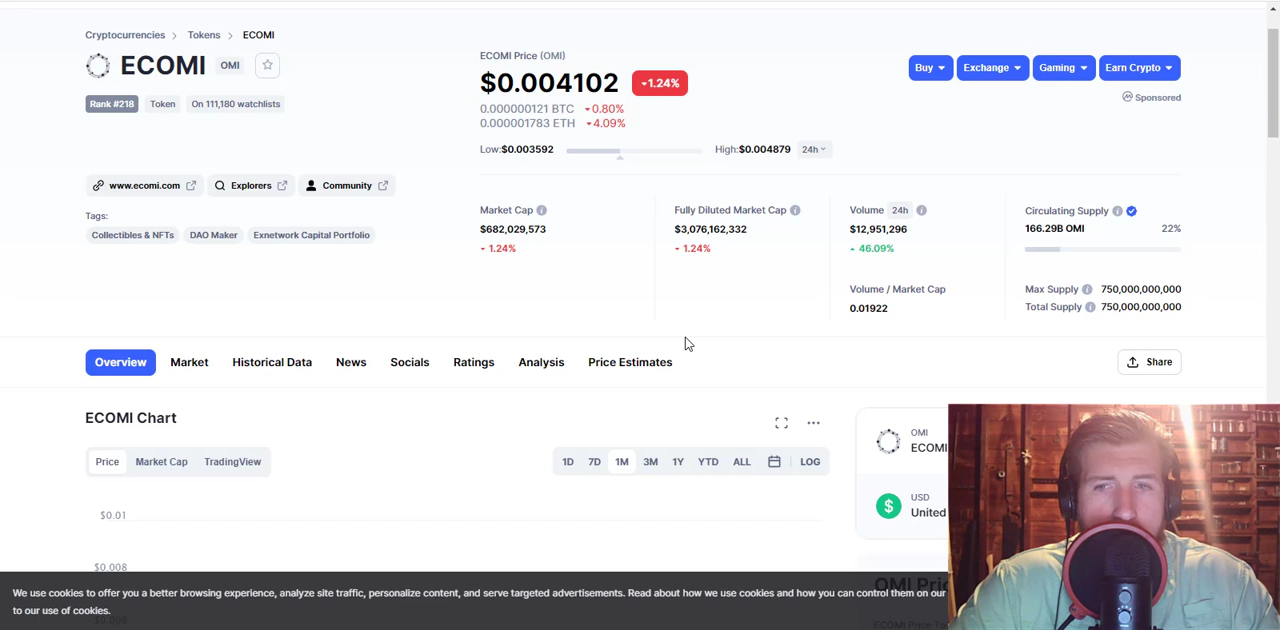 Cryptocurrencies > Tokens > ECOMI
ECOMI OMI
Rank #218 Token On 111,180 watchlists
www.ecomi.com Explorers Community
Tags:
Collectibles & NFTs DAO Maker Exnetwork Capital Portfolio
ECOMI Price (OMI)
$0.004102 1.24%
0.000000121 BTC 0.80%
0.000001783 ETH 4.09%
Low:$0.003592 High:$0.004879 24h
Buy Exchange Gaming Earn Crypto
Sponsored
Market Cap
$682,029,573
1.24%
Fully Diluted Market Cap
$3,076,162,332
1.24%
Volume 24h
$12,951,296
46.09%
Volume / Market Cap
0.01922
Circulating Supply
166.29B OMI 22%
Max Supply 750,000,000,000
Total Supply 750,000,000,000
Overview Market Historical Data News Socials Ratings Analysis Price Estimates Share
ECOMI Chart
Price Market Cap TradingView 1D 7D 1M 3M 1Y YTD ALL LOG
$0.01
$0.008
OMI
ECOMI
USD
United
We use cookies to offer you a better browsing experience, analyze site traffic, personalize content, and serve targeted advertisements. Read about how we use cookies and how you can control them on our
to our use of cookies.